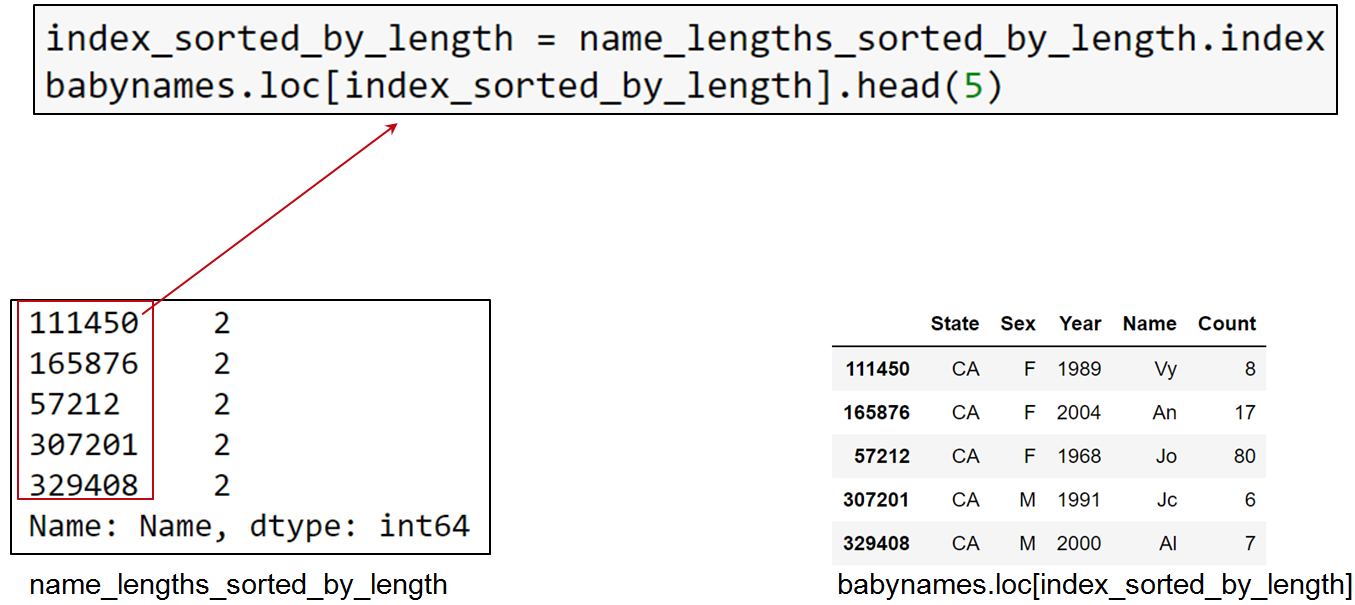 index_sorted_by_length = name_lengths_sorted_by_length.index
babynames.loc[index_sorted_by_length].head(5)
111450 2
165876 2
57212 2
307201 2
329408 2
Name: Name, dtype: int64
name_lengths_sorted_by_length
State Sex Year Name Count
111450 CA F 1989 Vy 8
165876 CA F 2004 An 17
57212 CA F 1968 Jo 80
307201 CA M 1991 Jc 6
329408 CA M 2000 Al 7
babynames.loc[index_sorted_by_length]